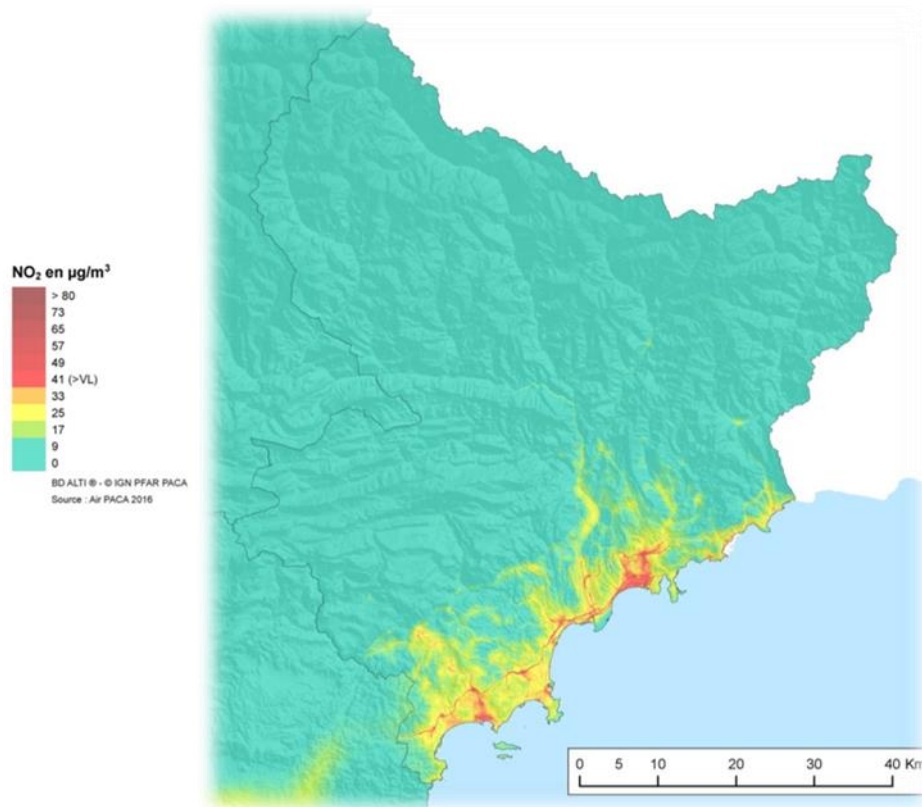 NO₂ en µg/m³
> 80
73
65
57
49
41 (>VL)
33
25
17
9
0
BD ALTI ® - © IGN PFAR PACA
Source : Air PACA 2016
0 5 10 20 30 40 Km